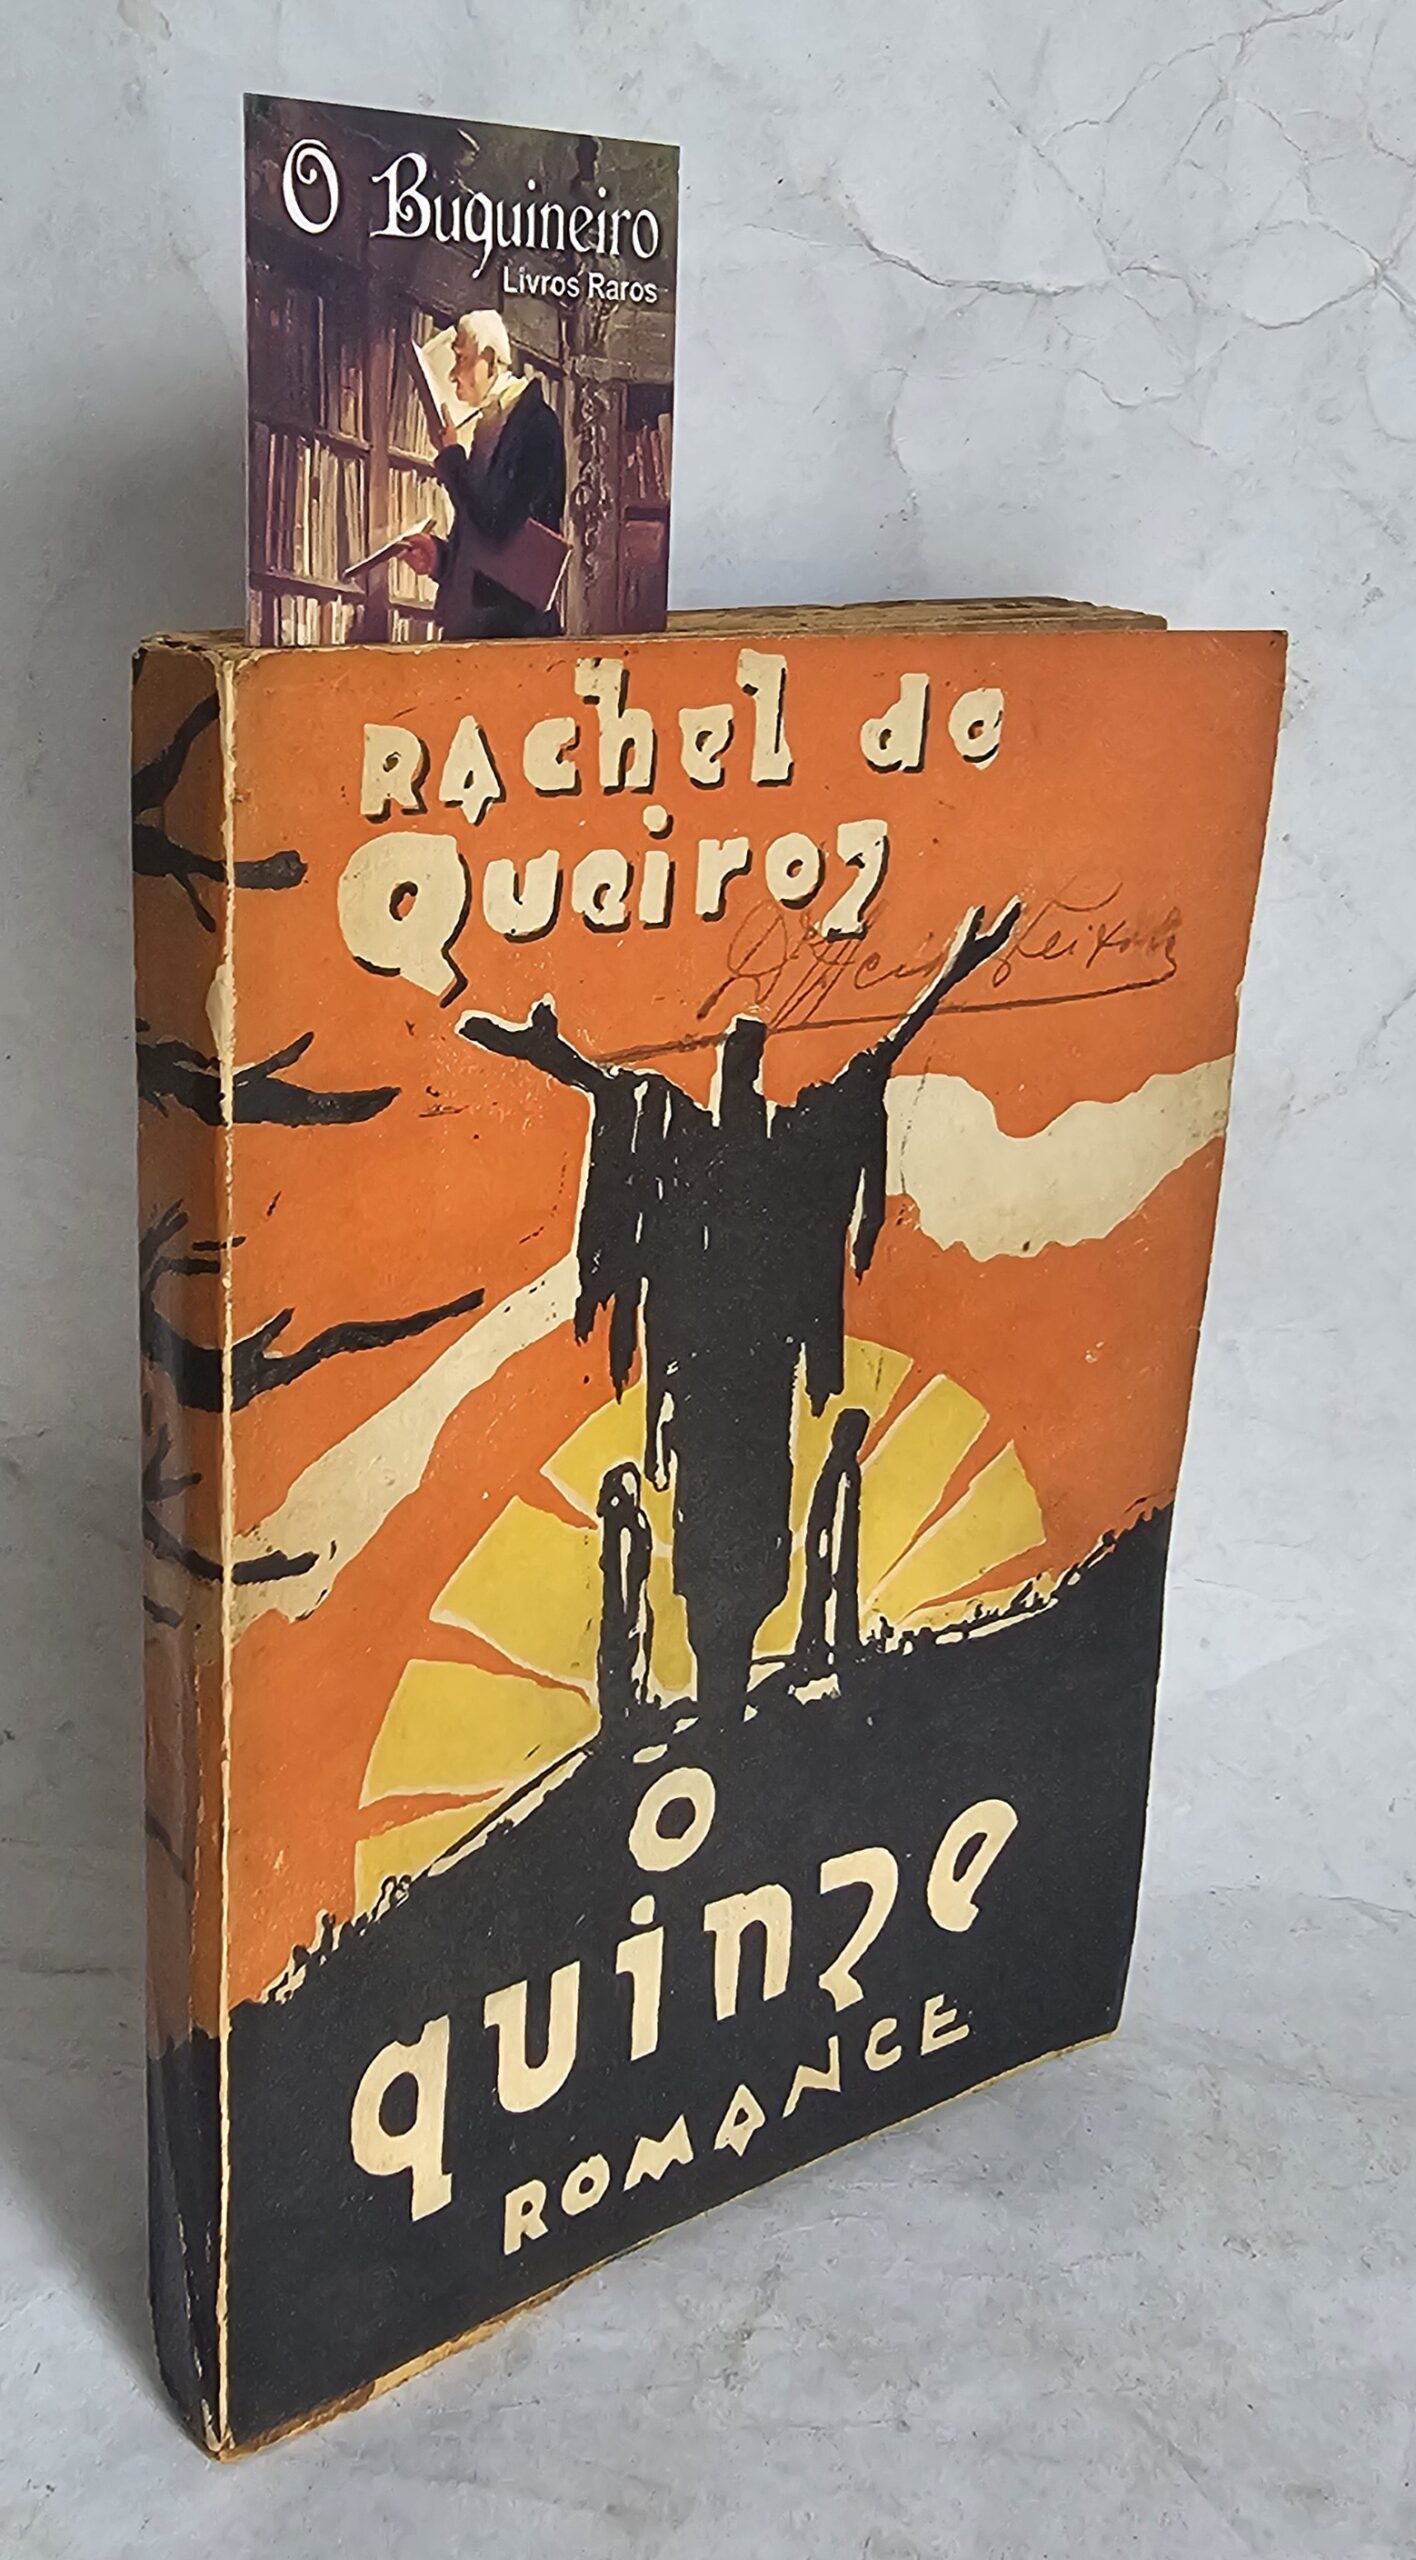 O Buquineiro
Livros Raros
Rachel de
Queiroz
o
quinze
ROMANCE